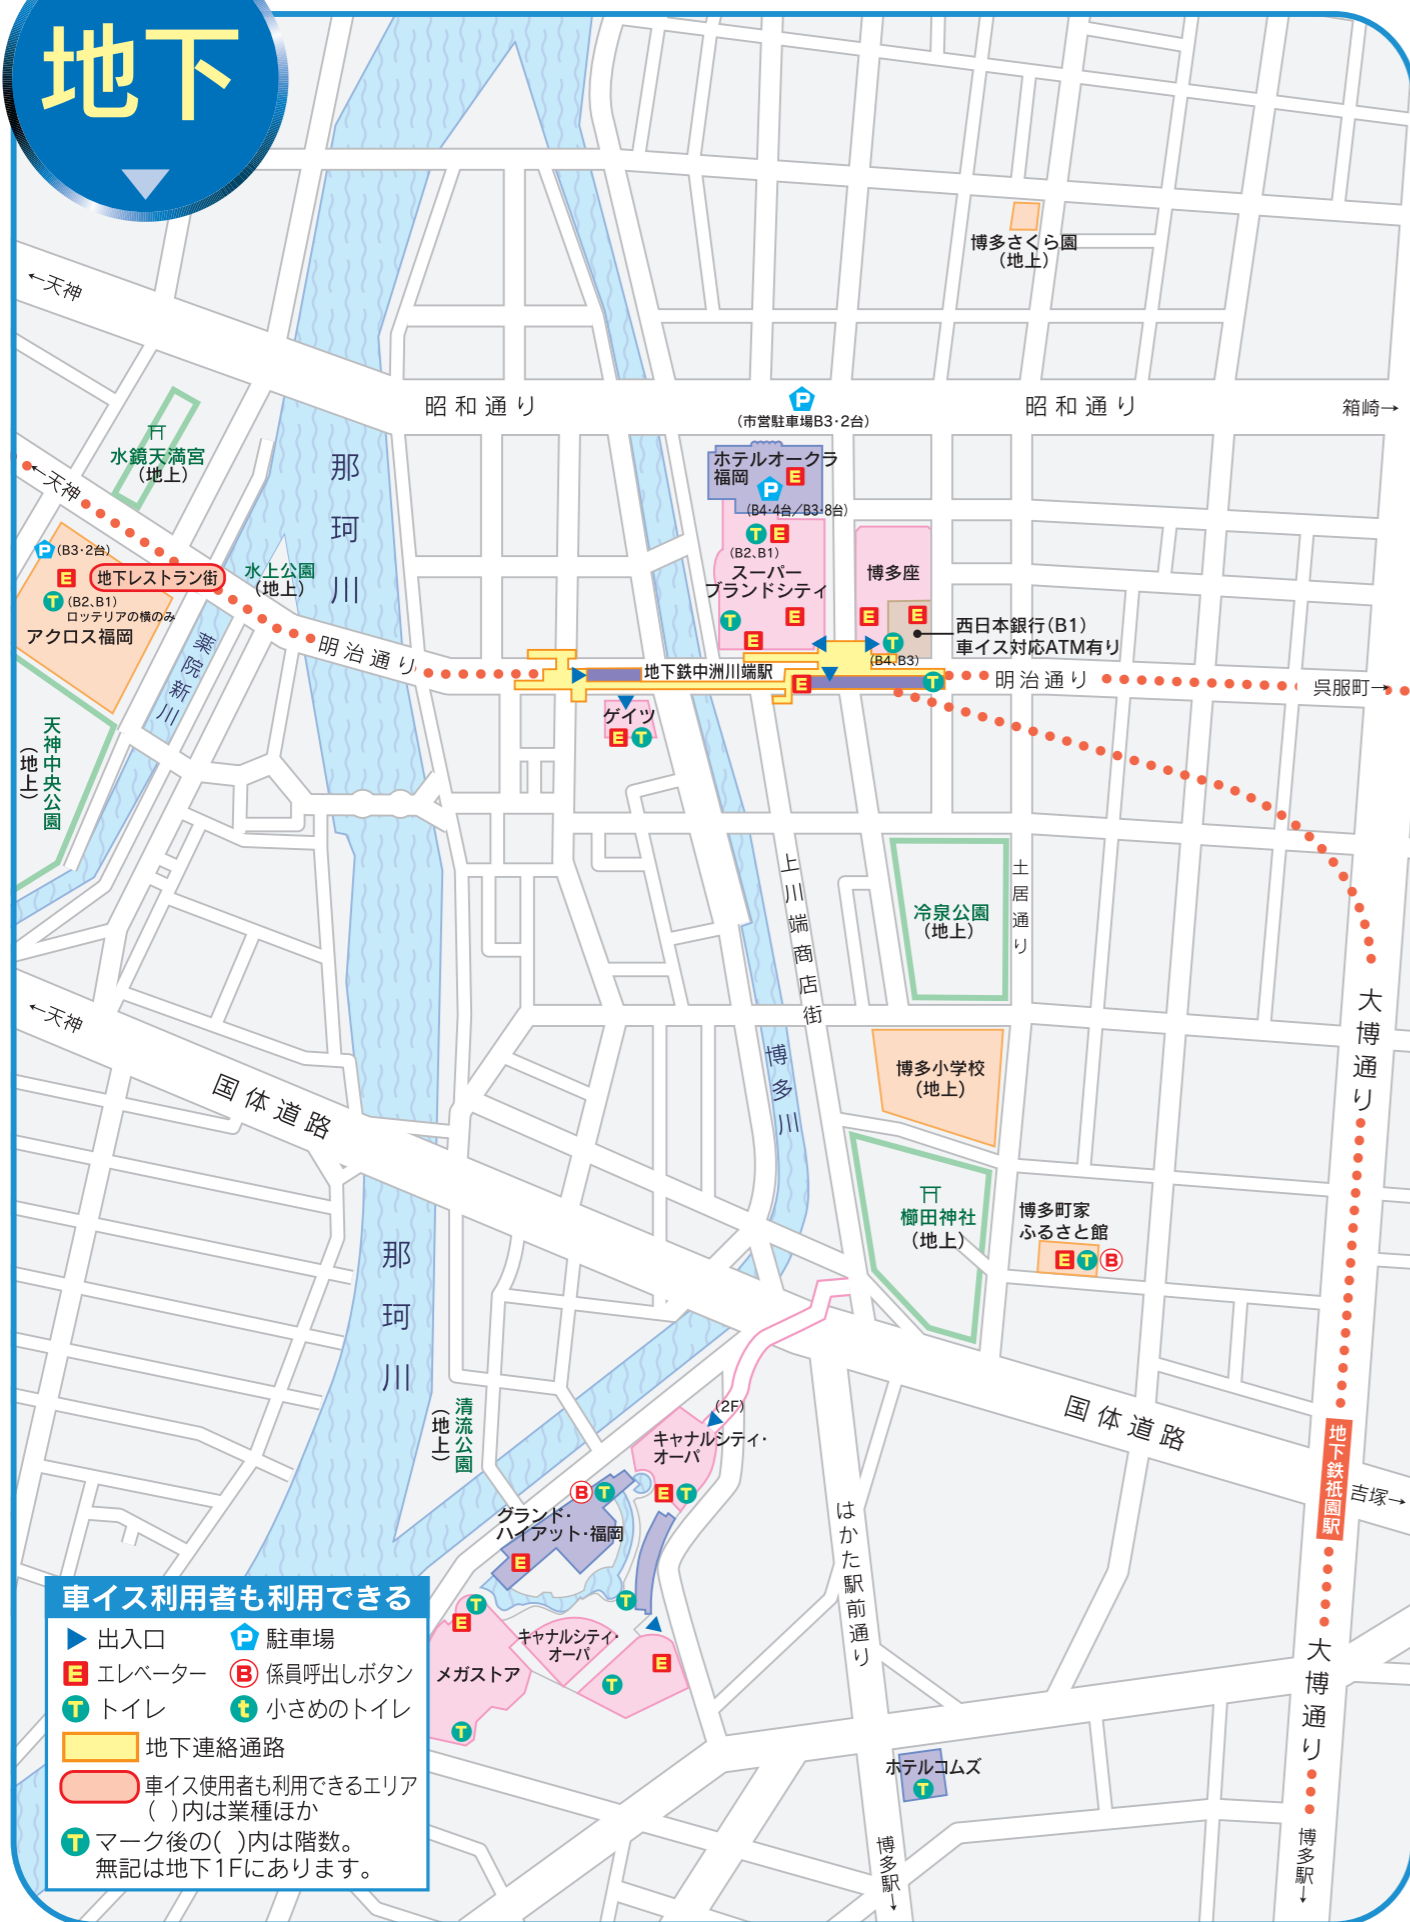 地下
←天神
博多さくら園
(地上)
昭和通り
P
(市営駐車場B3・2台)
昭和通り
箱崎→
水鏡天満宮
(地上)
←天神
那珂川
ホテルオークラ
福岡
E
P
(B4・4台／B3・8台)
T E
(B2、B1)
スーパー
ブランドシティ
T E
E
博多座
E E
T
(B4、B3)
西日本銀行(B1)
車イス対応ATM有り
P (B3・2台)
E 地下レストラン街
T (B2、B1)
ロッテリアの横のみ
アクロス福岡
水上公園
(地上)
薬院新川
明治通り
地下鉄中洲川端駅
E
T
明治通り
呉服町→
ゲイツ
E T
天神中央公園
(地上)
上川端商店街
冷泉公園
(地上)
土居通り
←天神
国体道路
博多川
博多小学校
(地上)
大博通り
櫛田神社
(地上)
博多町家
ふるさと館
E T B
那珂川
清流公園
(地上)
(2F)
キャナルシティ・
オーパ
E T
国体道路
地下鉄祇園駅
吉塚→
B T
グランド・
ハイアット・福岡
E
はかた駅前通り
T
T
E
メガストア
T
キャナルシティ・
オーパ
E
T
大博通り
ホテルコムズ
T
博多駅→
博多駅→
車イス利用者も利用できる
出入口
P 駐車場
E エレベーター
B 係員呼出しボタン
T トイレ
t 小さめのトイレ
地下連絡通路
車イス使用者も利用できるエリア
( )内は業種ほか
T マーク後の( )内は階数。
無記は地下1Fにあります。